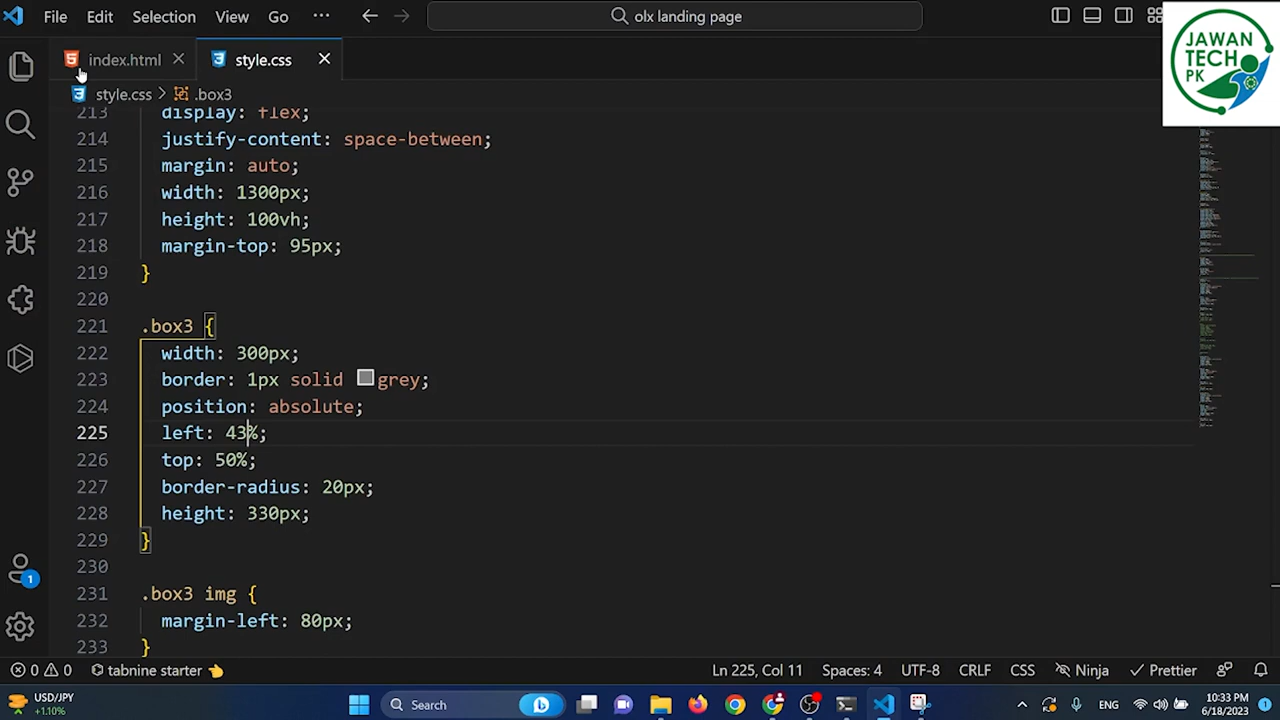 File Edit Selection View Go ··· olx landing page
JAWAN
TECH
PK
index.html style.css
style.css > .box3
213 display: flex;
214 justify-content: space-between;
215 margin: auto;
216 width: 1300px;
217 height: 100vh;
218 margin-top: 95px;
219 }
220
221 .box3 {
222 width: 300px;
223 border: 1px solid grey;
224 position: absolute;
225 left: 43%;
226 top: 50%;
227 border-radius: 20px;
228 height: 330px;
229 }
230
231 .box3 img {
232 margin-left: 80px;
233 }
1
0 0 tabnine starter 👈 Ln 225, Col 11 Spaces: 4 UTF-8 CRLF CSS Ninja Prettier
USD/JPY
+1.10%
Search
ENG
10:33 PM
6/18/2023
1